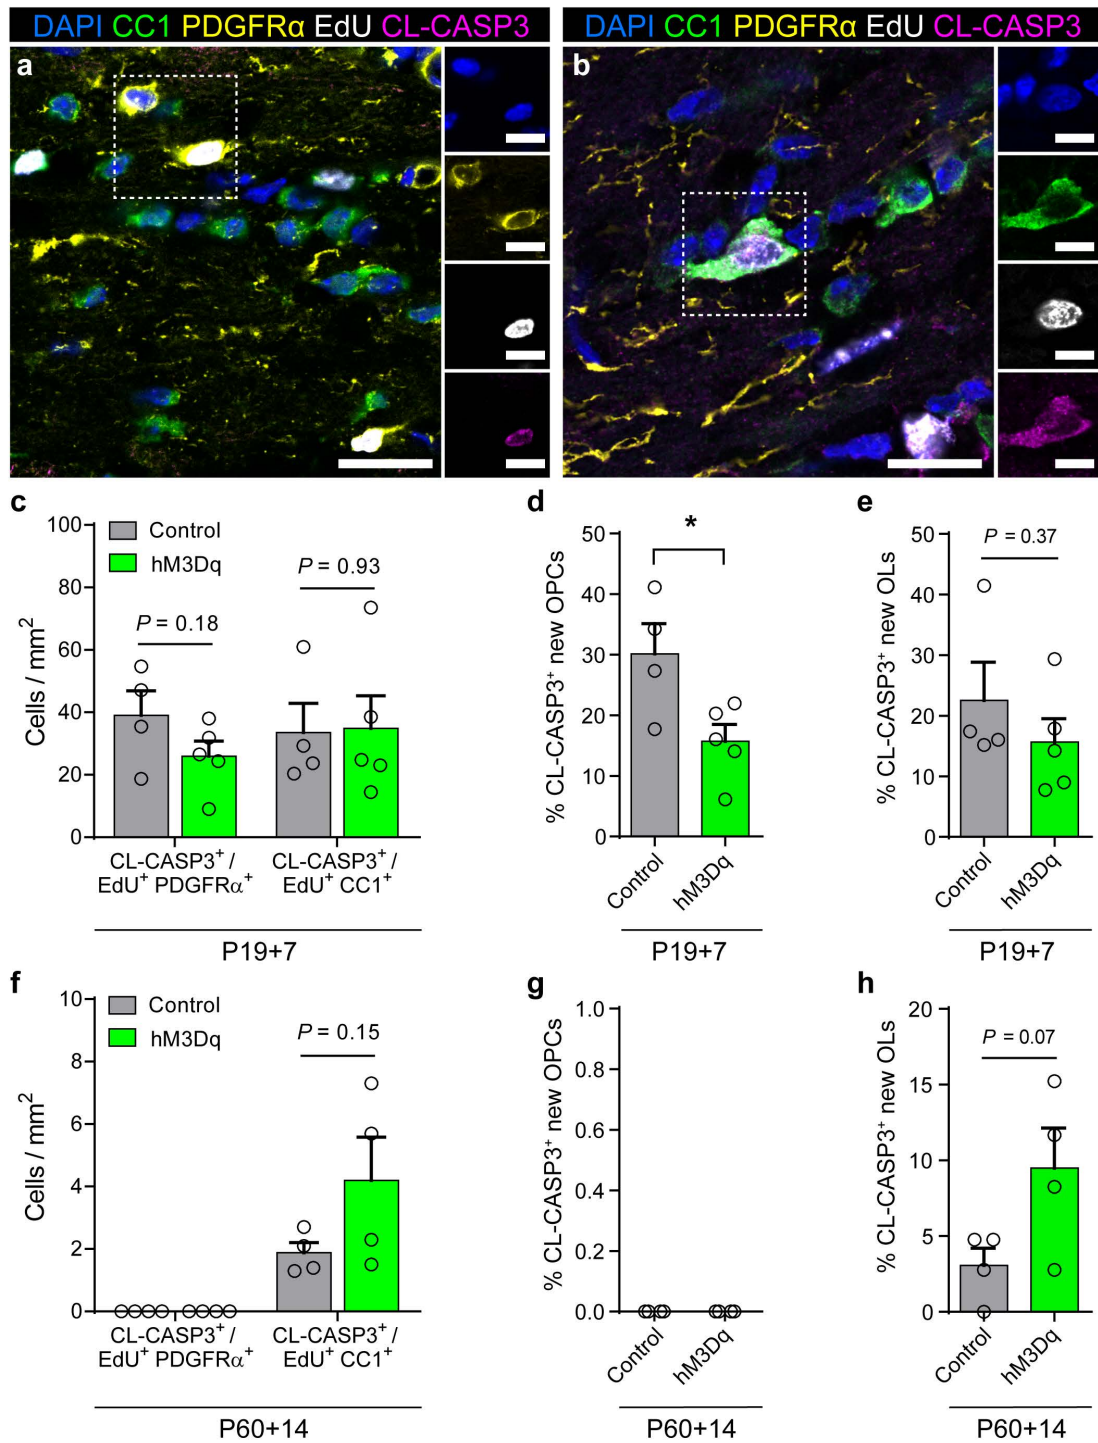 DAPI CC1 PDGFRα EdU CL-CASP3
DAPI CC1 PDGFRα EdU CL-CASP3
a
b
c
Control
hM3Dq
100
80
60
40
20
0
Cells / mm²
P = 0.18
P = 0.93
CL-CASP3⁺ /
EdU⁺ PDGFRα⁺
CL-CASP3⁺ /
EdU⁺ CC1⁺
P19+7
d
50
40
30
20
10
0
% CL-CASP3⁺ new OPCs
*
Control
hM3Dq
P19+7
e
50
40
30
20
10
0
% CL-CASP3⁺ new OLs
P = 0.37
Control
hM3Dq
P19+7
f
Control
hM3Dq
10
8
6
4
2
0
Cells / mm²
P = 0.15
CL-CASP3⁺ /
EdU⁺ PDGFRα⁺
CL-CASP3⁺ /
EdU⁺ CC1⁺
P60+14
g
1.0
0.8
0.6
0.4
0.2
0.0
% CL-CASP3⁺ new OPCs
Control
hM3Dq
P60+14
h
20
15
10
5
0
% CL-CASP3⁺ new OLs
P = 0.07
Control
hM3Dq
P60+14